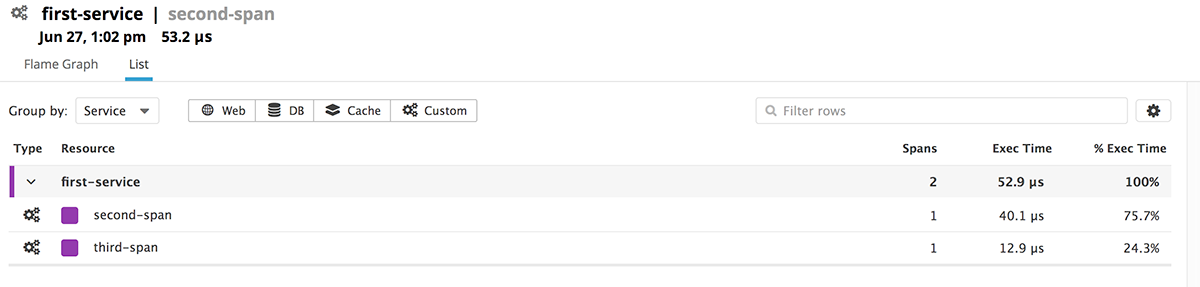 first-service | second-span
Jun 27, 1:02 pm 53.2 µs
Flame Graph List
Group by: Service Web DB Cache Custom Filter rows
Type Resource Spans Exec Time % Exec Time
first-service 2 52.9 µs 100%
second-span 1 40.1 µs 75.7%
third-span 1 12.9 µs 24.3%